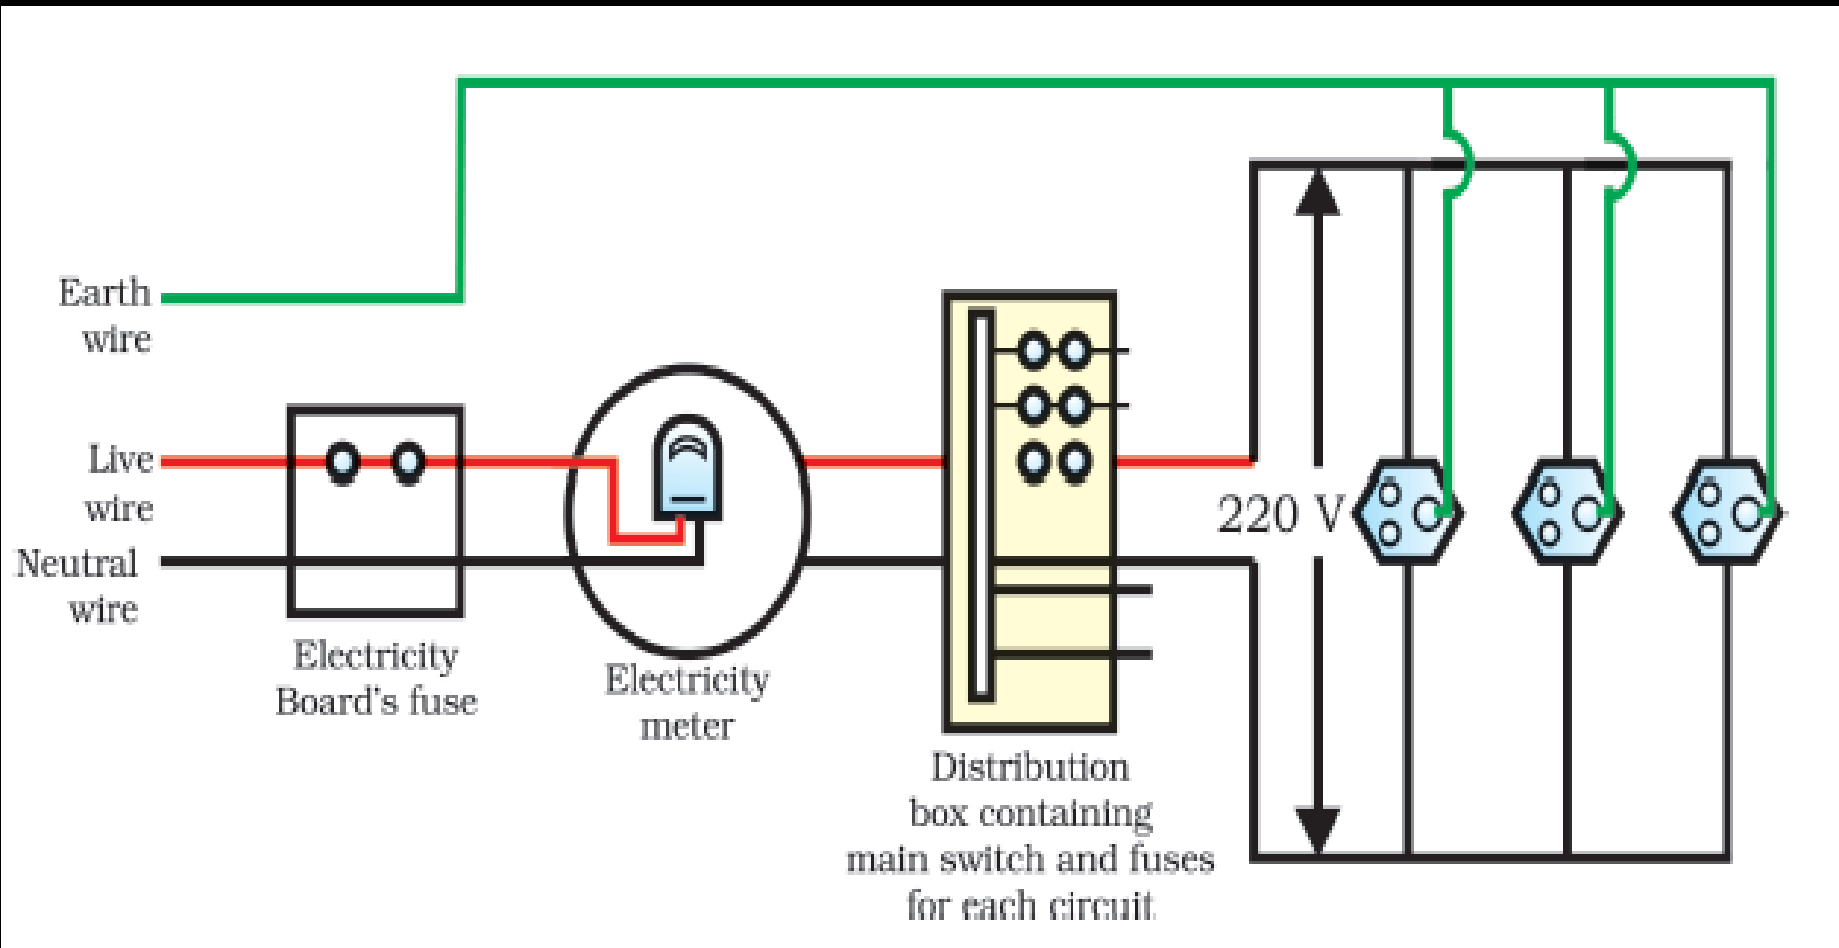 Earth
wire
Live
wire
Neutral
wire
Electricity
Board's fuse
Electricity
meter
Distribution
box containing
main switch and fuses
for each circuit
220 V